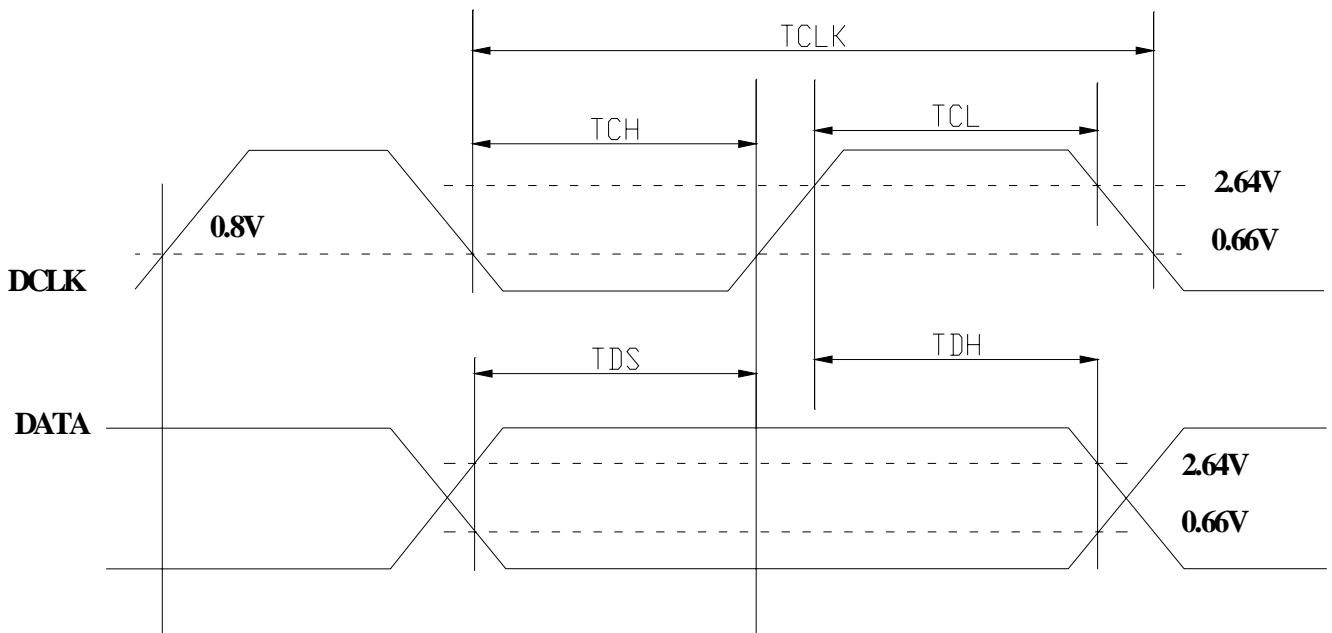 TCLK
TCH
TCL
2.64V
0.8V
0.66V
DCLK
TDS
TDH
DATA
2.64V
0.66V